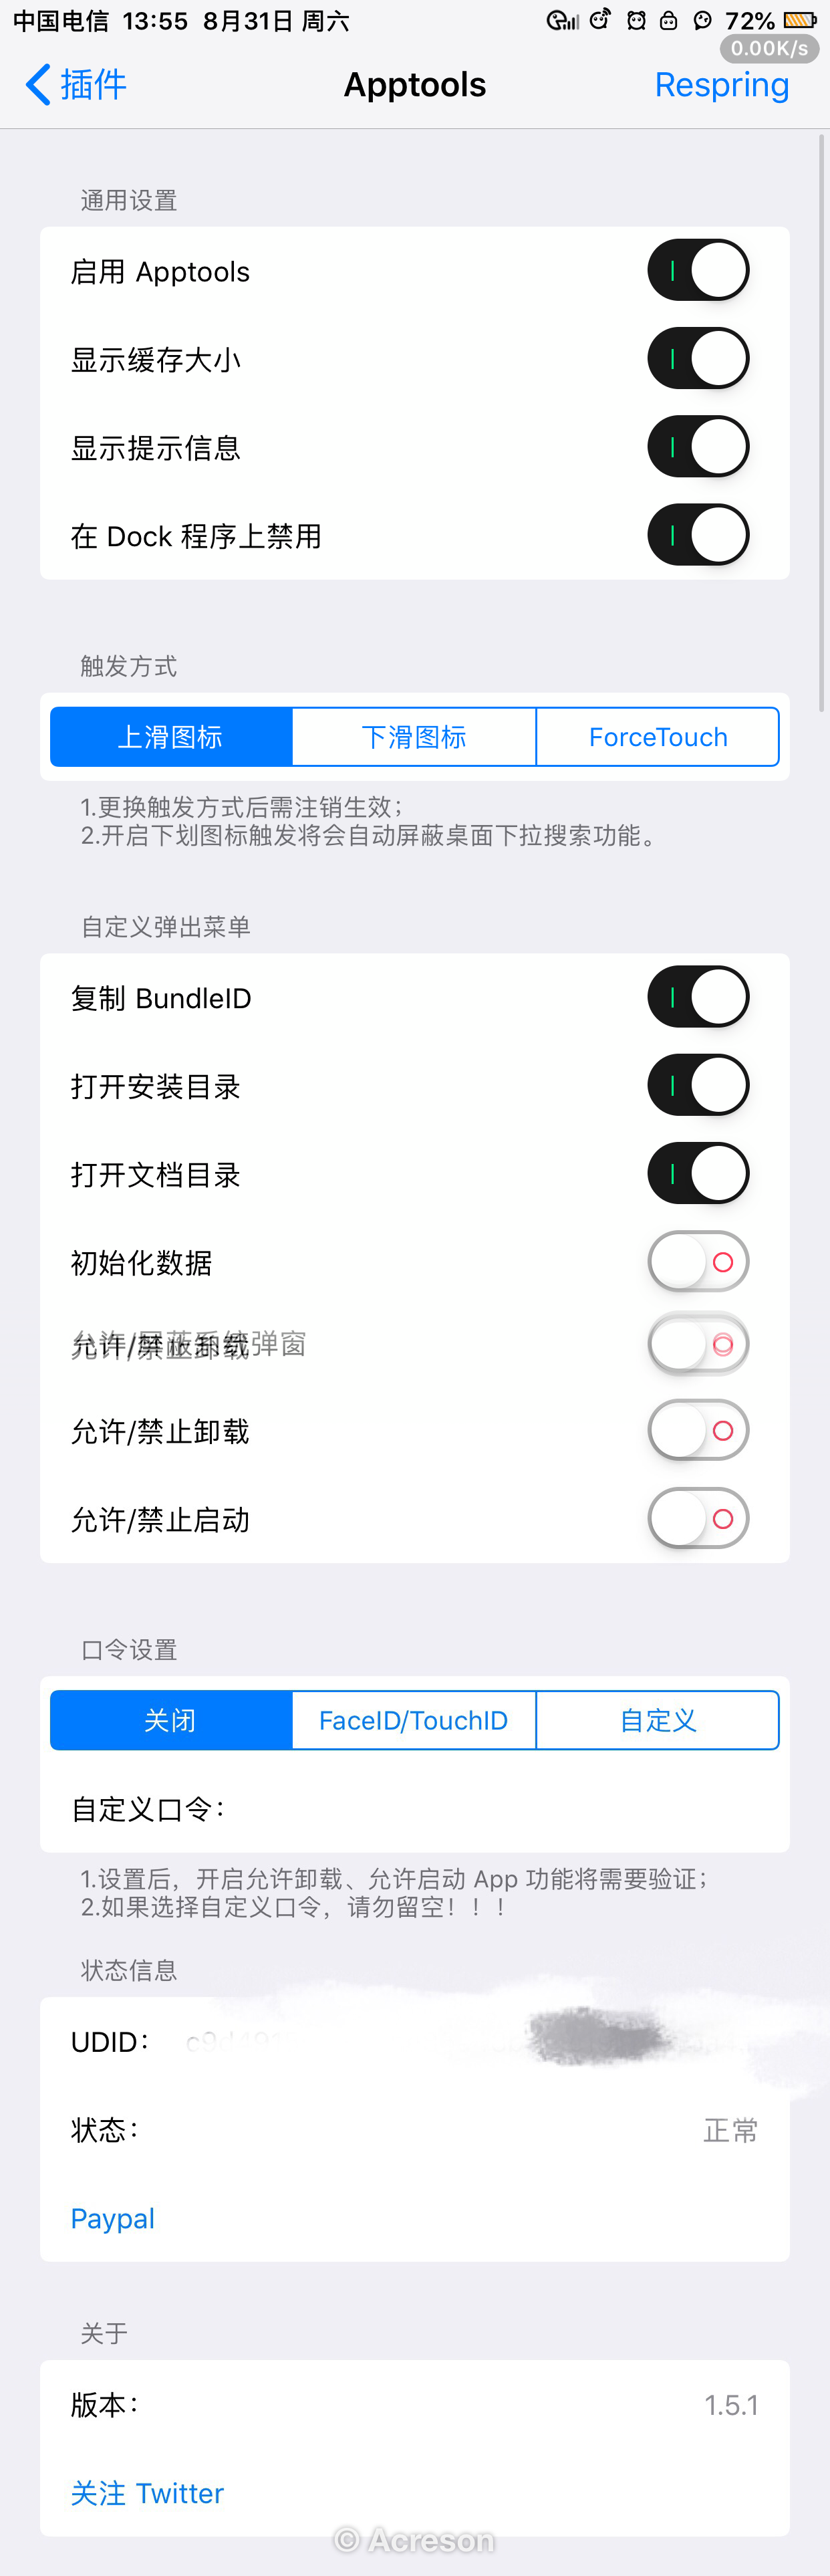 中国电信 13:55 8月31日 周六 72%
0.00K/s
插件 Apptools Respring
通用设置
启用 Apptools
显示缓存大小
显示提示信息
在 Dock 程序上禁用
触发方式
上滑图标 下滑图标 ForceTouch
1.更换触发方式后需注销生效；
2.开启下划图标触发将会自动屏蔽桌面下拉搜索功能。
自定义弹出菜单
复制 BundleID
打开安装目录
打开文档目录
初始化数据
允许/
弹窗
允许/禁止卸载
允许/禁止启动
口令设置
关闭 FaceID/TouchID 自定义
自定义口令：
1.设置后，开启允许卸载、允许启动 App 功能将需要验证；
2.如果选择自定义口令，请勿留空！！！
状态信息
UDID：
状态： 正常
Paypal
关于
版本： 1.5.1
关注 Twitter
© Acreson